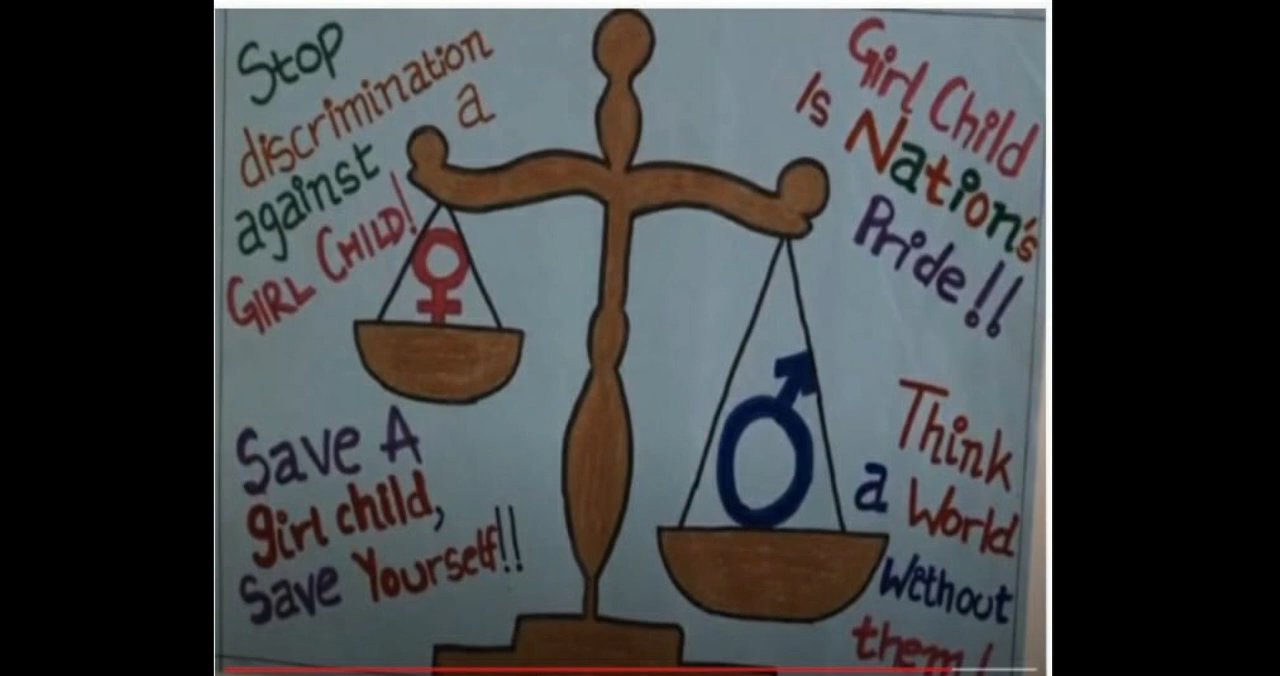 Stop
discrimination
a
against
GIRL CHILD!
Girl Child
Is Nation's
Pride!!
Save A
girl child,
Save Yourself!!
Think
a World
Without
them!